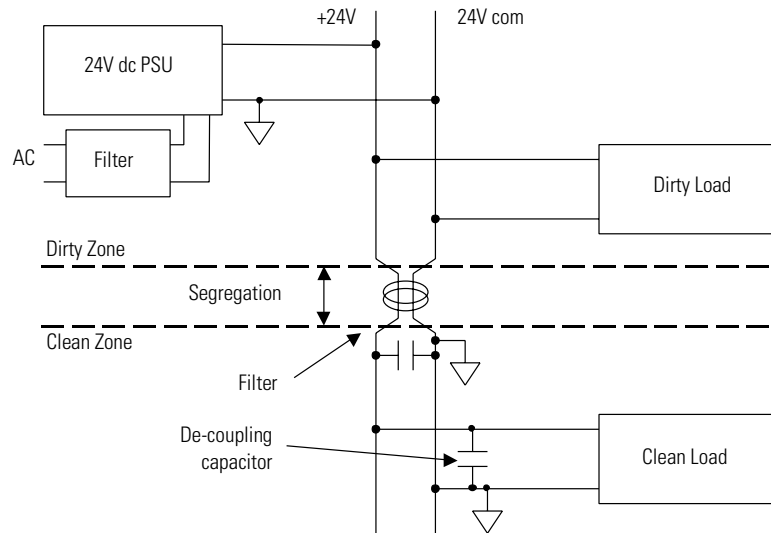 +24V
24V com
24V dc PSU
AC
Filter
Dirty Load
Dirty Zone
Segregation
Clean Zone
Filter
De-coupling
capacitor
Clean Load